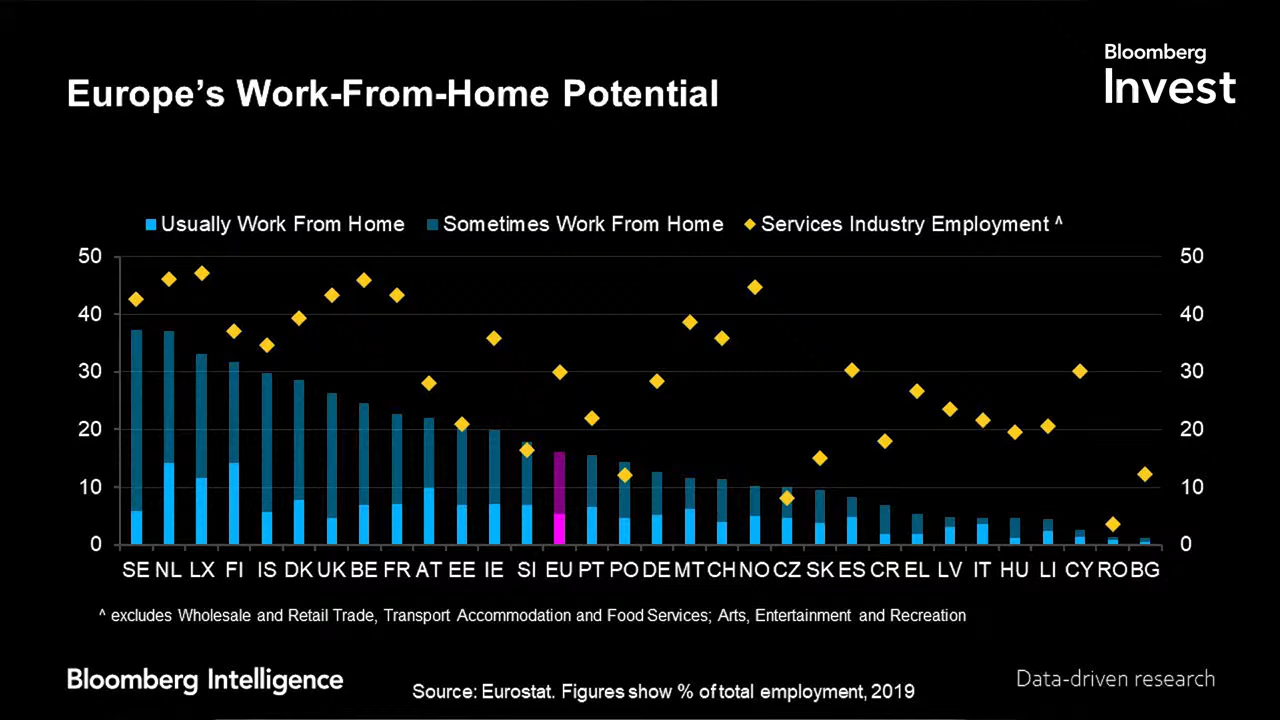 Bloomberg
Invest
Europe's Work-From-Home Potential
Usually Work From Home Sometimes Work From Home Services Industry Employment ^
50 50
40 40
30 30
20 20
10 10
0 0
SE NL LX FI IS DK UK BE FR AT EE IE SI EU PT PO DE MT CH NO CZ SK ES CR EL LV IT HU LI CY RO BG
^ excludes Wholesale and Retail Trade, Transport Accommodation and Food Services; Arts, Entertainment and Recreation
Bloomberg Intelligence
Source: Eurostat. Figures show % of total employment, 2019
Data-driven research